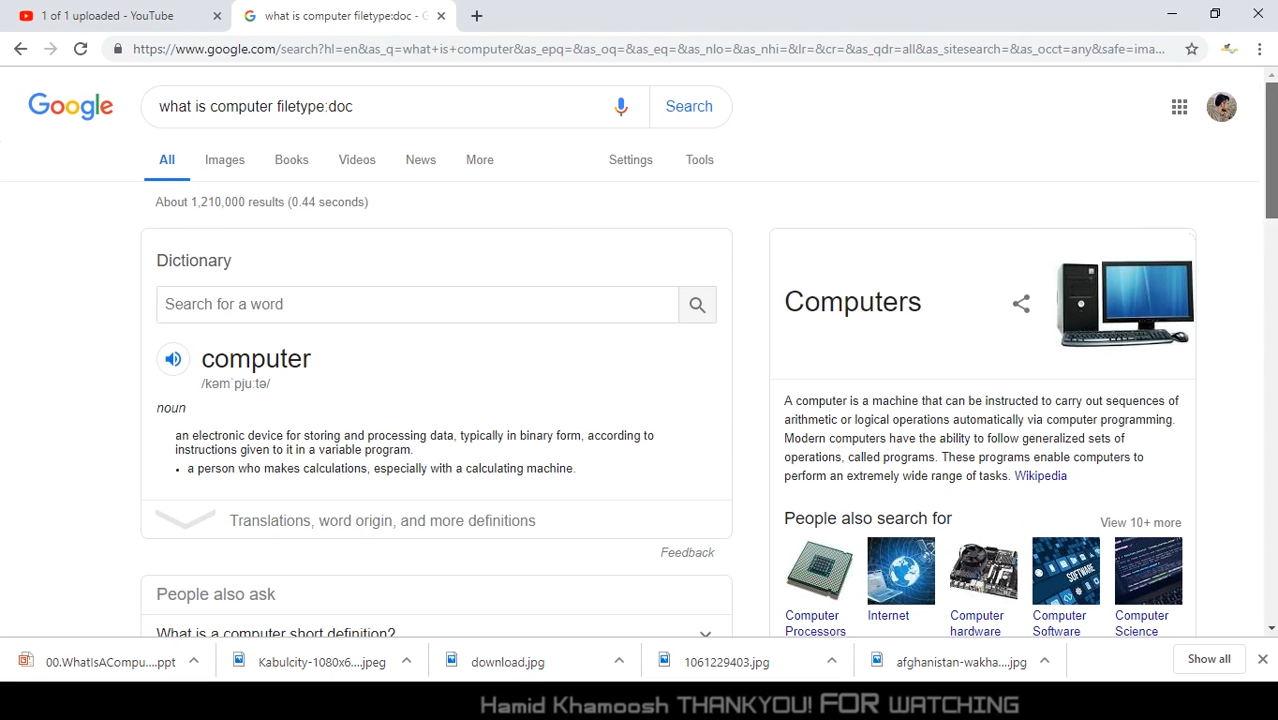 1 of 1 uploaded - YouTube
what is computer filetype:doc - G
https://www.google.com/search?hl=en&as_q=what+is+computer&as_epq=&as_oq=&as_eq=&as_nlo=&as_nhi=&lr=&cr=&as_qdr=all&as_sitesearch=&as_occt=any&safe=ima...
Google
what is computer filetype:doc
Search
All
Images
Books
Videos
News
More
Settings
Tools
About 1,210,000 results (0.44 seconds)
Dictionary
Search for a word
computer
/kəmˈpjuːtə/
noun
an electronic device for storing and processing data, typically in binary form, according to
instructions given to it in a variable program.
• a person who makes calculations, especially with a calculating machine.
Translations, word origin, and more definitions
Feedback
People also ask
What is a computer short definition?
Computers
A computer is a machine that can be instructed to carry out sequences of
arithmetic or logical operations automatically via computer programming.
Modern computers have the ability to follow generalized sets of
operations, called programs. These programs enable computers to
perform an extremely wide range of tasks. Wikipedia
People also search for
View 10+ more
SOFTWARE
Computer
Processors
Internet
Computer
hardware
Computer
Software
Computer
Science
00.WhatIsACompu....ppt
Kabulcity-1080x6....jpeg
download.jpg
1061229403.jpg
afghanistan-wakha....jpg
Show all
Hamid Khamoosh THANKYOU! FOR WATCHING